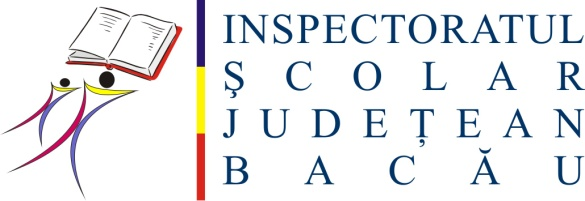 INSPECTORATUL
ŞCOLAR
JUDEŢEAN
BACĂU